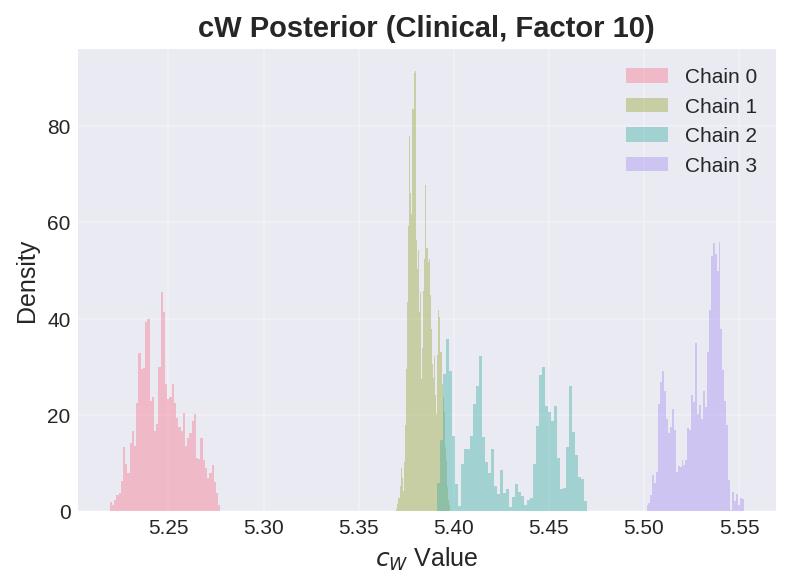 cW Posterior (Clinical, Factor 10)
Chain 0
Chain 1
Chain 2
Chain 3
Density
80
60
40
20
0
5.25 5.30 5.35 5.40 5.45 5.50 5.55
c_W Value